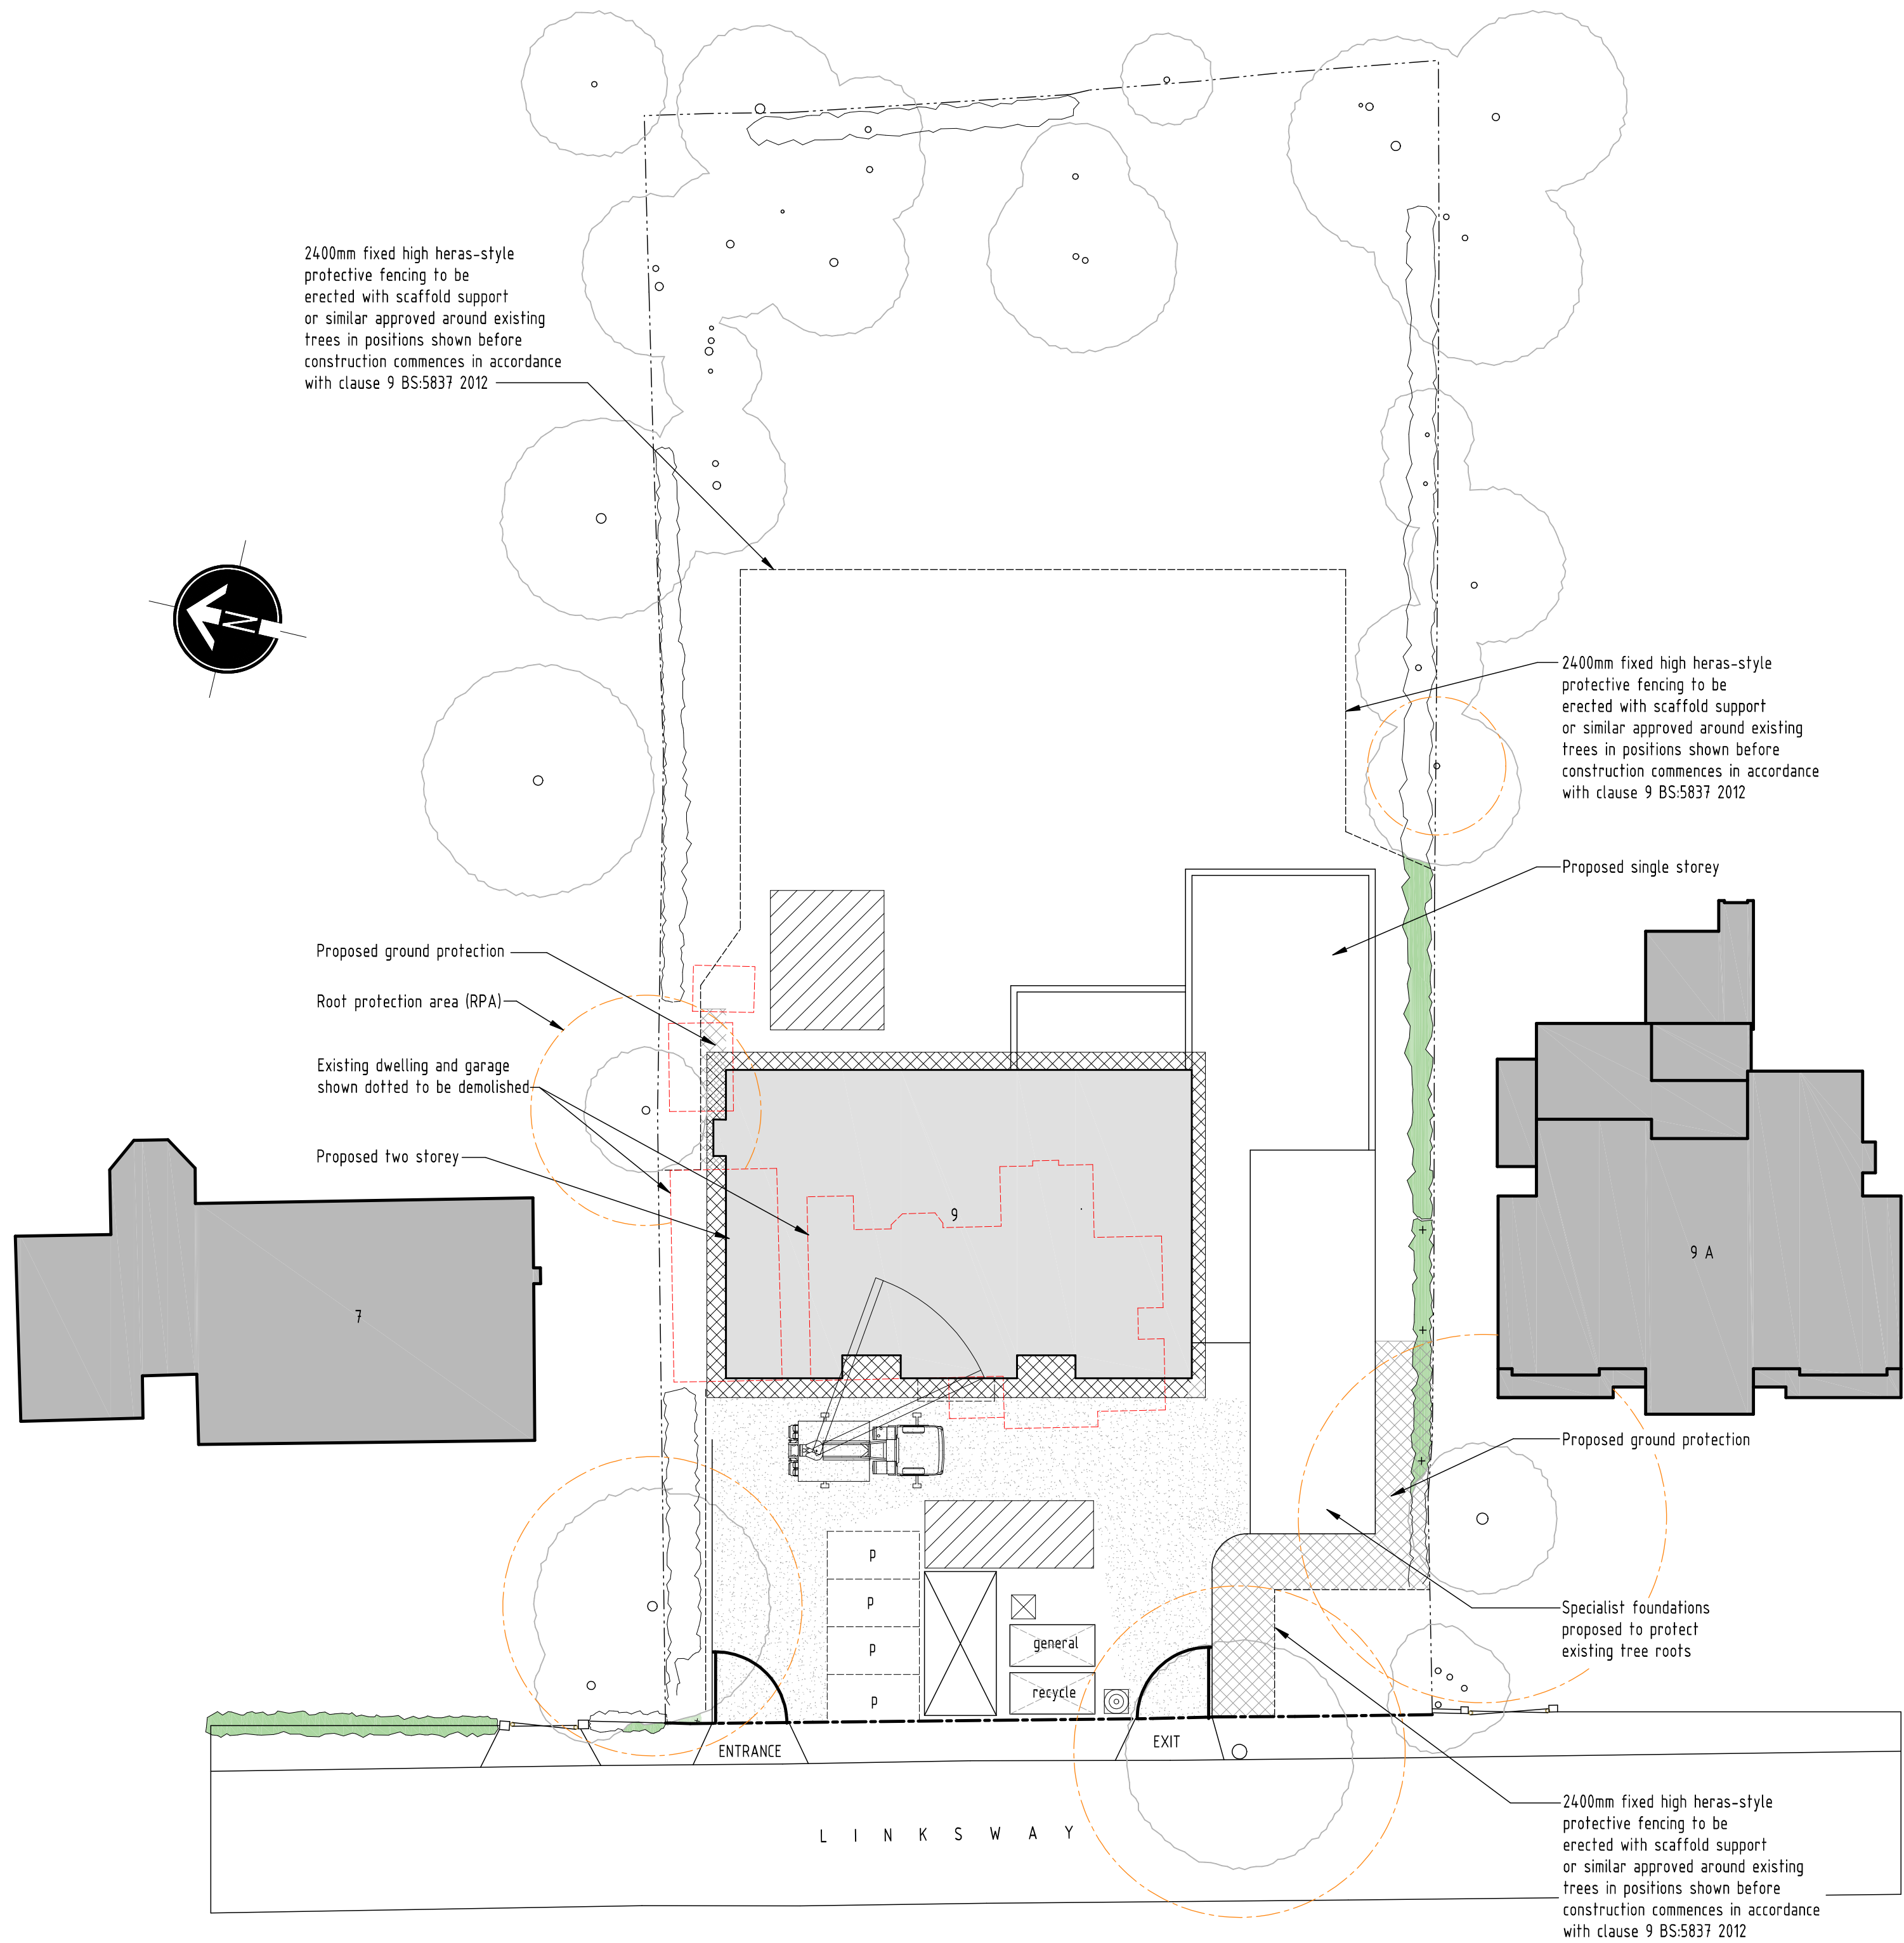 2400mm fixed high heras-style
protective fencing to be
erected with scaffold support
or similar approved around existing
trees in positions shown before
construction commences in accordance
with clause 9 BS:5837 2012
N
2400mm fixed high heras-style
protective fencing to be
erected with scaffold support
or similar approved around existing
trees in positions shown before
construction commences in accordance
with clause 9 BS:5837 2012
Proposed single storey
Proposed ground protection
Root protection area (RPA)
Existing dwelling and garage
shown dotted to be demolished
Proposed two storey
9
9 A
7
Proposed ground protection
P
P
P
P
general
recycle
Specialist foundations
proposed to protect
existing tree roots
ENTRANCE
EXIT
LINKSWAY
2400mm fixed high heras-style
protective fencing to be
erected with scaffold support
or similar approved around existing
trees in positions shown before
construction commences in accordance
with clause 9 BS:5837 2012